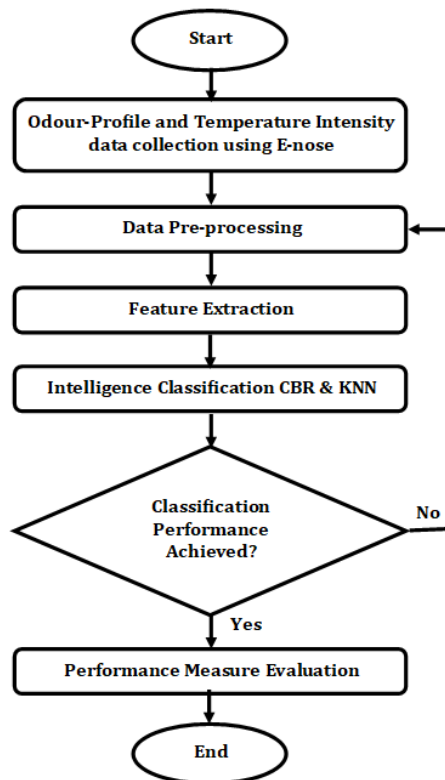 Start
Odour-Profile and Temperature Intensity
data collection using E-nose
Data Pre-processing
Feature Extraction
Intelligence Classification CBR & KNN
Classification
Performance
Achieved?
No
Yes
Performance Measure Evaluation
End